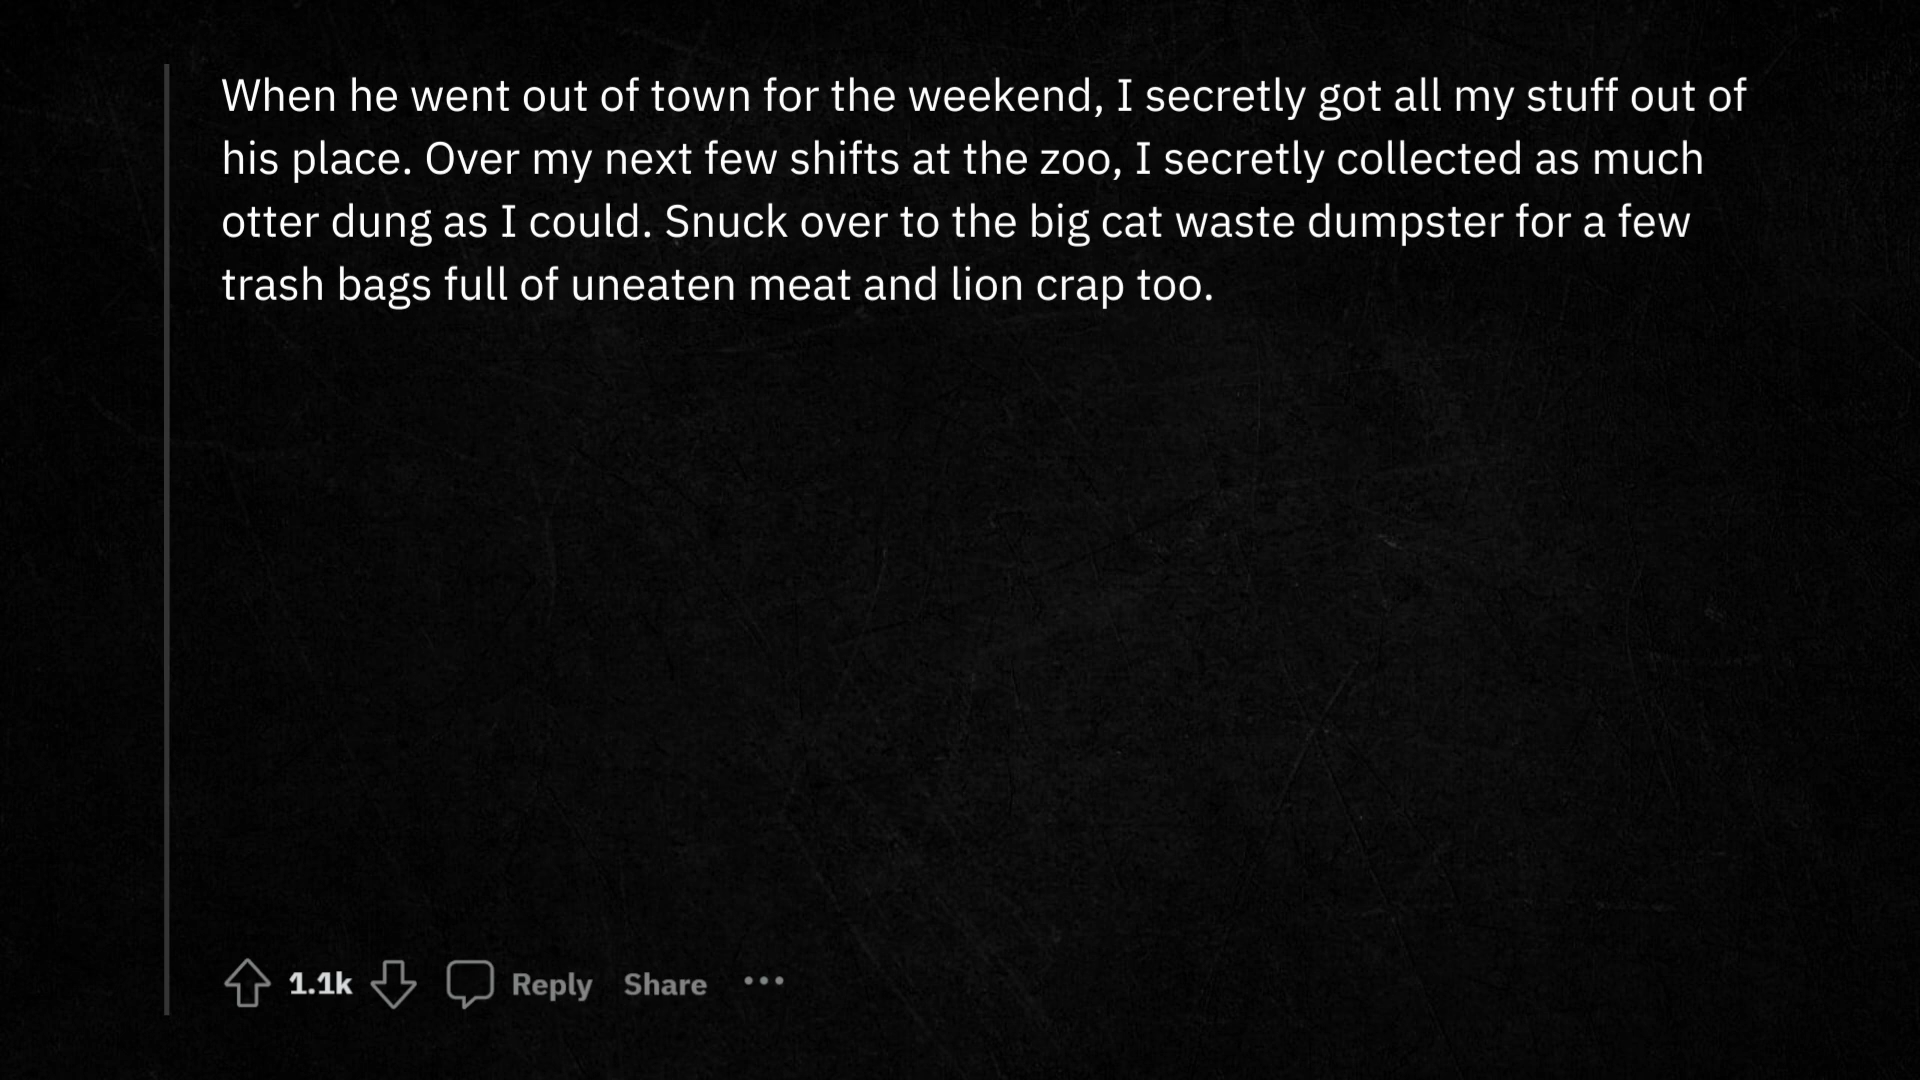 When he went out of town for the weekend, I secretly got all my stuff out of
his place. Over my next few shifts at the zoo, I secretly collected as much
otter dung as I could. Snuck over to the big cat waste dumpster for a few
trash bags full of uneaten meat and lion crap too.
1.1k Reply Share